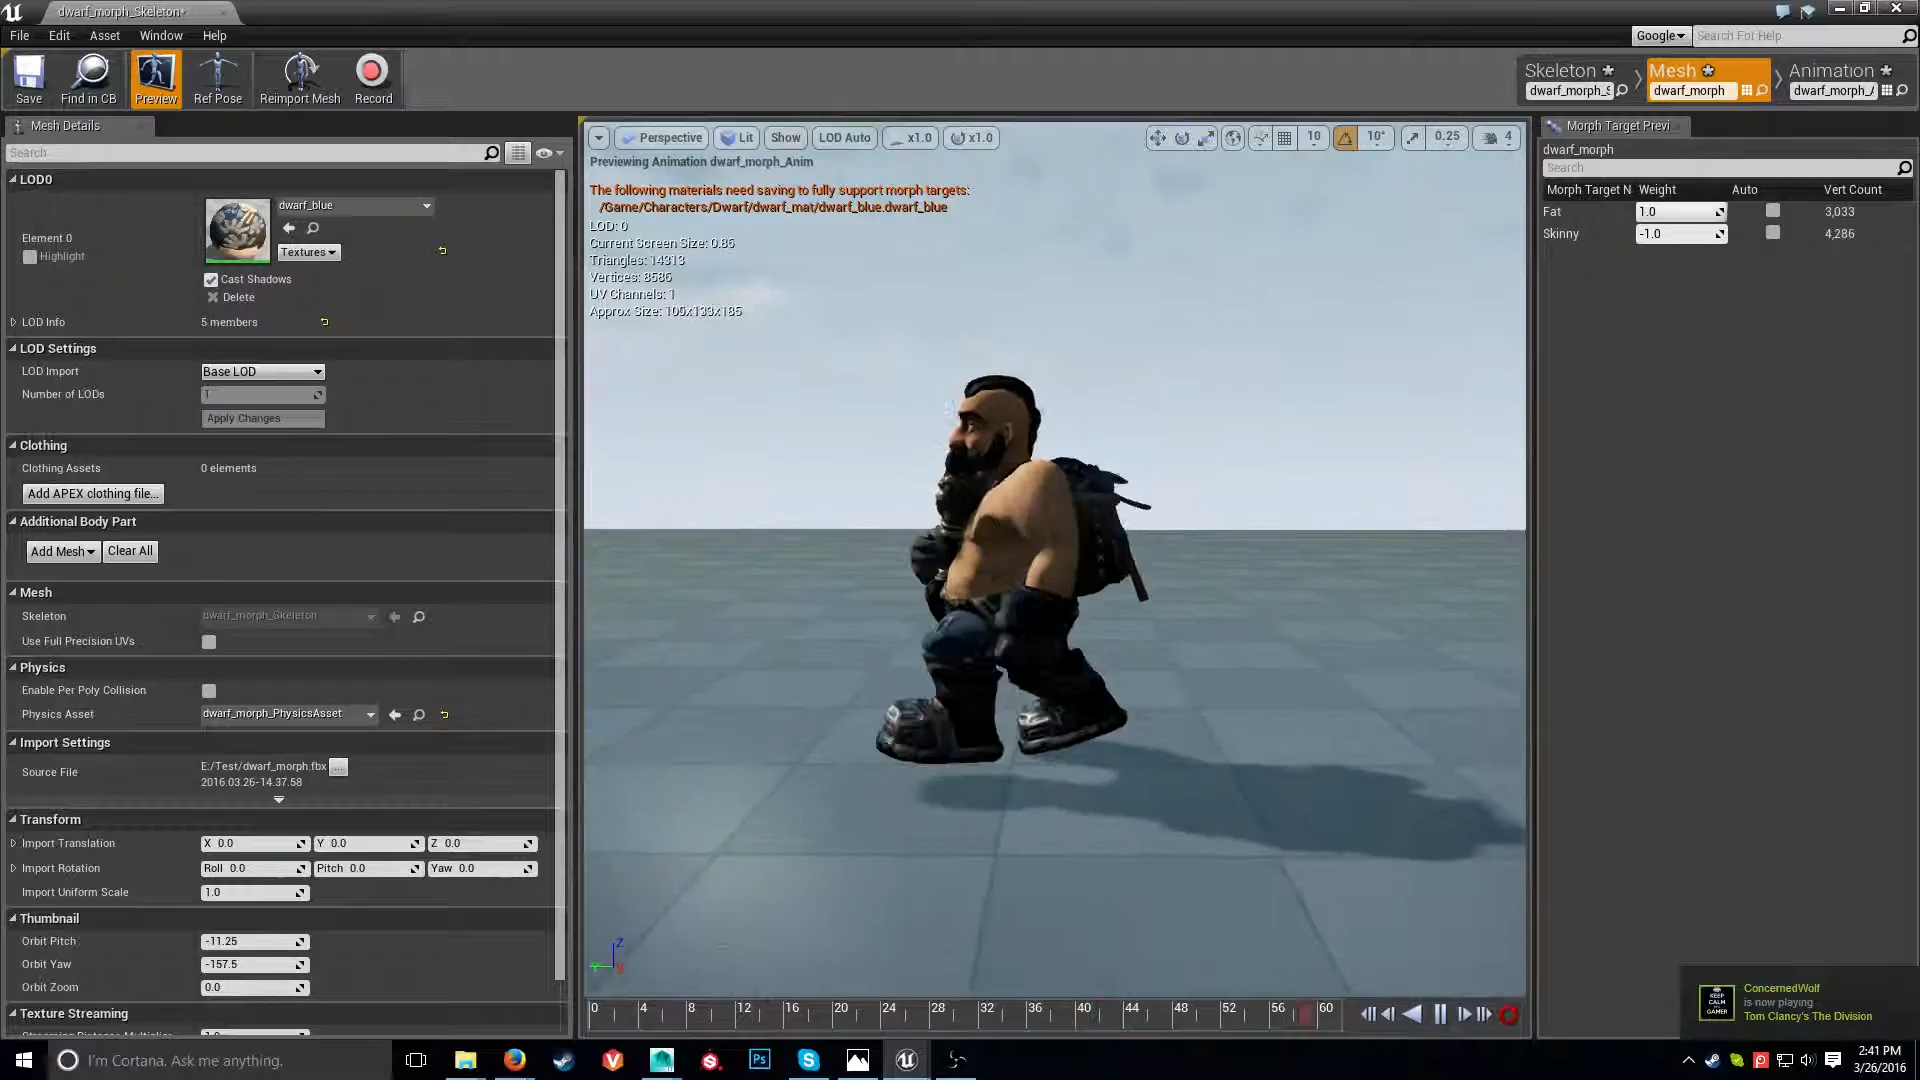 dwarf_morph_Skeleton*
File Edit Asset Window Help
Google Search For Help
Save Find in CB Preview Ref Pose Reimport Mesh Record
Skeleton Mesh Animation
dwarf_morph_S dwarf_morph dwarf_morph_A
Mesh Details
Search
LOD0
dwarf_blue
Element 0
Highlight
Textures
Cast Shadows
Delete
LOD Info 5 members
LOD Settings
LOD Import Base LOD
Number of LODs 1
Apply Changes
Clothing
Clothing Assets 0 elements
Add APEX clothing file...
Additional Body Part
Add Mesh Clear All
Mesh
Skeleton dwarf_morph_Skeleton
Use Full Precision UVs
Physics
Enable Per Poly Collision
Physics Asset dwarf_morph_PhysicsAsset
Import Settings
Source File E:/Test/dwarf_morph.fbx ...
2016.03.26-14.37.58
Transform
Import Translation X 0.0 Y 0.0 Z 0.0
Import Rotation Roll 0.0 Pitch 0.0 Yaw 0.0
Import Uniform Scale 1.0
Thumbnail
Orbit Pitch -11.25
Orbit Yaw -157.5
Orbit Zoom 0.0
Texture Streaming
Perspective Lit Show LOD Auto x1.0 x1.0 10 10° 0.25 4
Previewing Animation dwarf_morph_Anim
The following materials need saving to fully support morph targets:
/Game/Characters/Dwarf/dwarf_mat/dwarf_blue.dwarf_blue
LOD: 0
Current Screen Size: 0.86
Triangles: 14313
Vertices: 8586
UV Channels: 1
Approx Size: 109x133x185
Z
Y X
0 4 8 12 16 20 24 28 32 36 40 44 48 52 56 60
Morph Target Previ
dwarf_morph
Search
Morph Target N Weight Auto Vert Count
Fat 1.0 3,033
Skinny -1.0 4,286
KEEP CALM GAMER
ConcernedWolf
is now playing
Tom Clancy's The Division
I'm Cortana. Ask me anything.
Ps
2:41 PM
3/26/2016